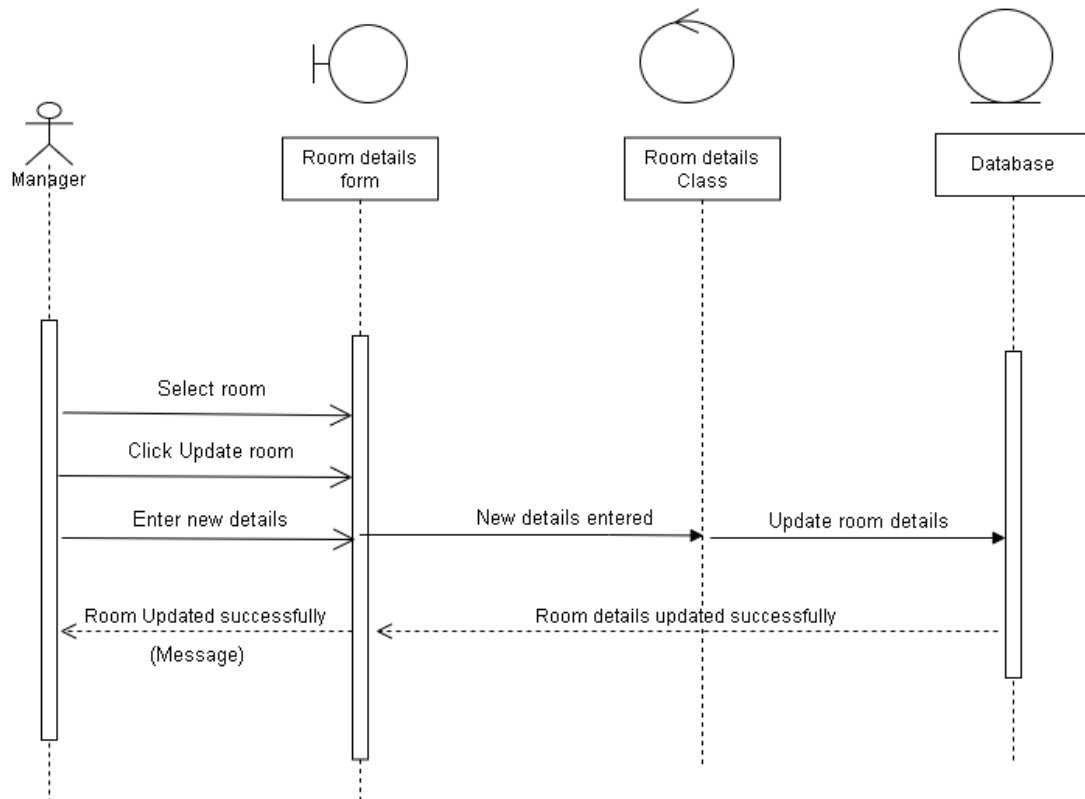 Manager
Room details
form
Room details
Class
Database
Select room
Click Update room
Enter new details
New details entered
Update room details
Room Updated successfully
(Message)
Room details updated successfully